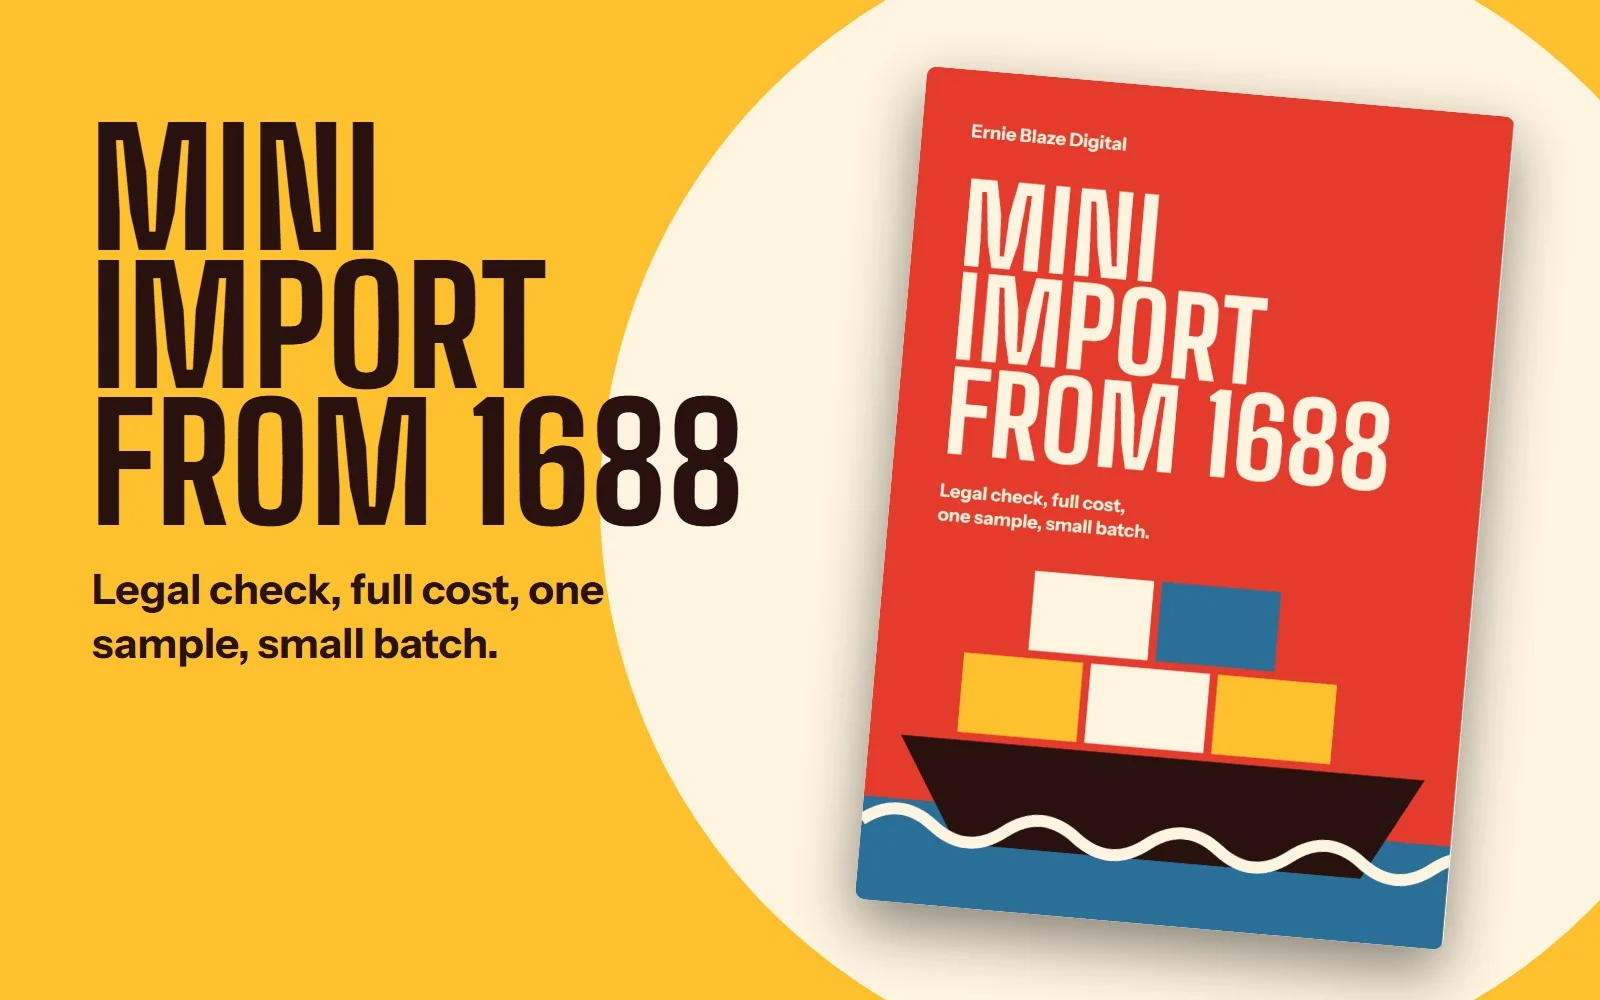 MINI
IMPORT
FROM 1688
Legal check, full cost, one
sample, small batch.
Ernie Blaze Digital
MINI
IMPORT
FROM 1688
Legal check, full cost,
one sample, small batch.